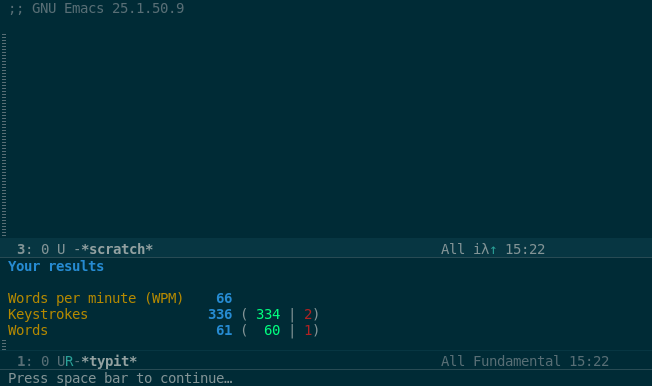 ;; GNU Emacs 25.1.50.9
3: 0 U -*scratch* All iλ↑ 15:22
Your results
Words per minute (WPM) 66
Keystrokes 336 ( 334 | 2)
Words 61 ( 60 | 1)
1: 0 UR-*typit* All Fundamental 15:22
Press space bar to continue…